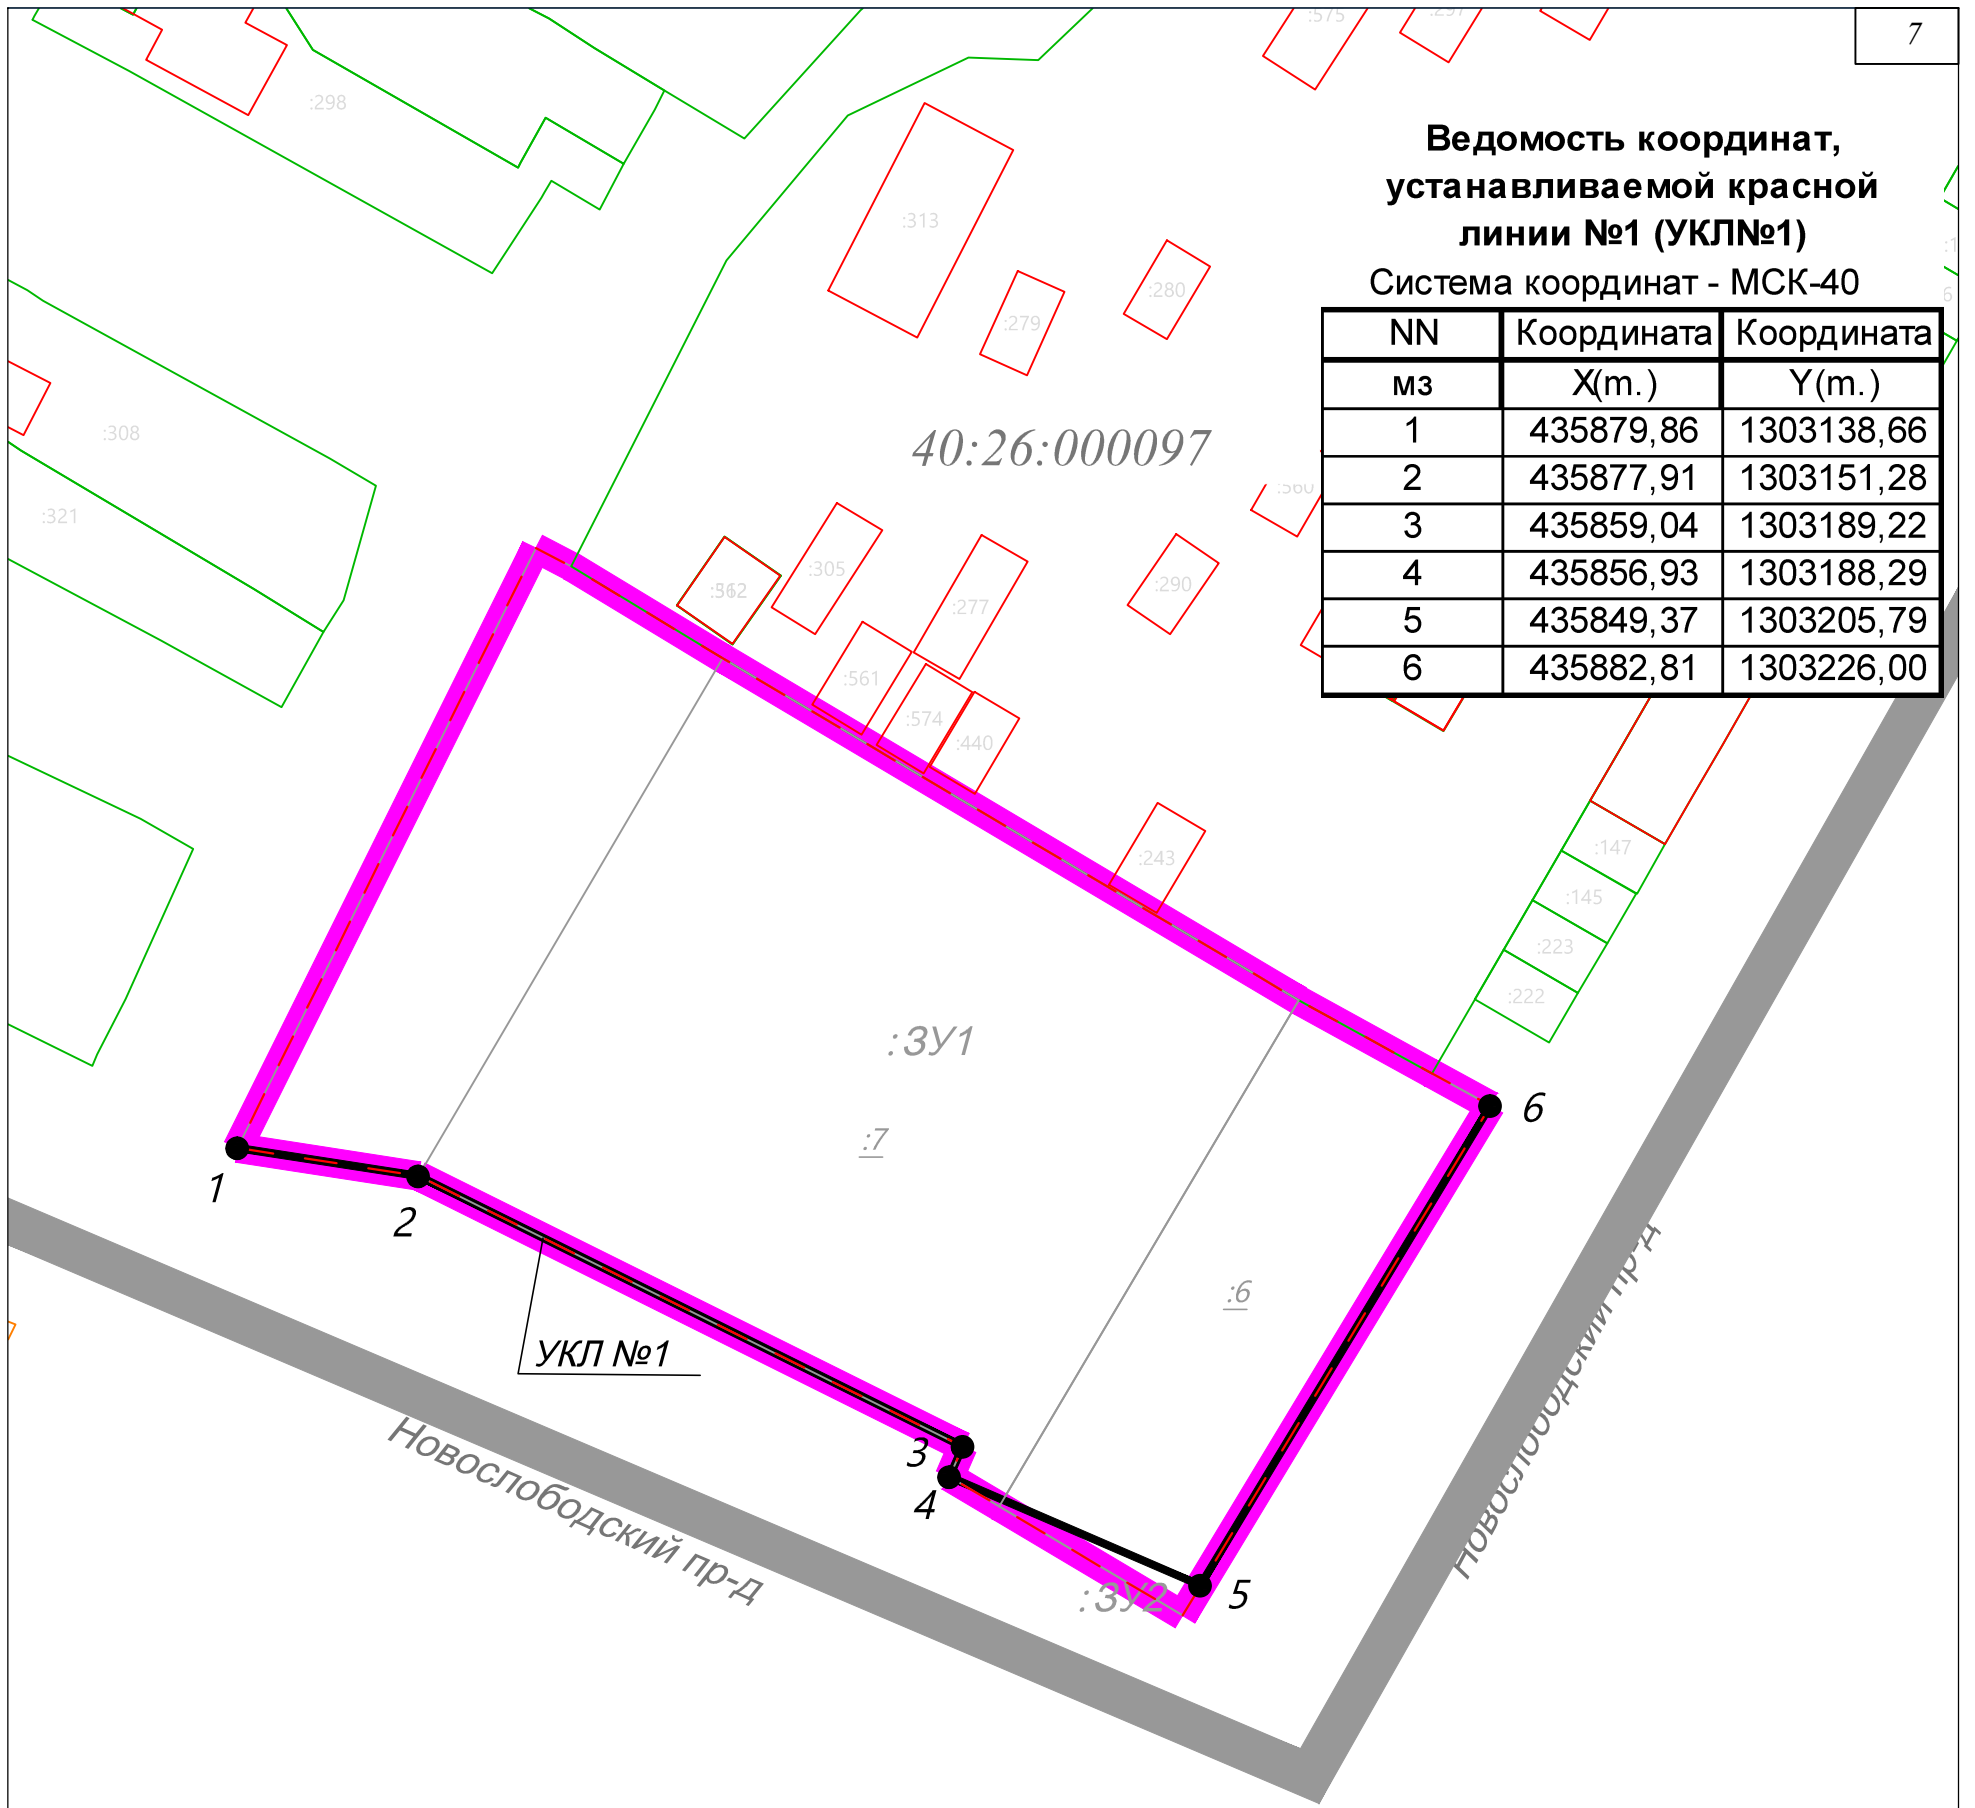 7
Ведомость координат,
устанавливаемой красной
линии №1 (УКЛ№1)
Система координат - МСК-40
NN Координата Координата
мз X(m.) Y(m.)
1 435879,86 1303138,66
2 435877,91 1303151,28
3 435859,04 1303189,22
4 435856,93 1303188,29
5 435849,37 1303205,79
6 435882,81 1303226,00
:575
:297
:298
:313
:280
:279
:308
40:26:000097
:321
:560
:305
:290
:277
:561
:574
:440
:243
:147
:145
:223
:222
:ЗУ1
:7
6
1
2
:6
УКЛ №1
3
4
5
:ЗУ2
Новослободский пр-д
Новослободский пр-д